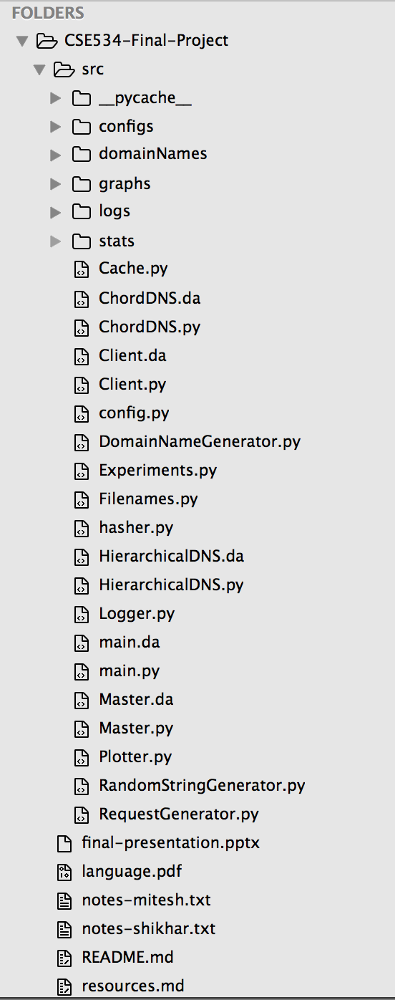 FOLDERS
CSE534-Final-Project
src
__pycache__
configs
domainNames
graphs
logs
stats
Cache.py
ChordDNS.da
ChordDNS.py
Client.da
Client.py
config.py
DomainNameGenerator.py
Experiments.py
Filenames.py
hasher.py
HierarchicalDNS.da
HierarchicalDNS.py
Logger.py
main.da
main.py
Master.da
Master.py
Plotter.py
RandomStringGenerator.py
RequestGenerator.py
final-presentation.pptx
language.pdf
notes-mitesh.txt
notes-shikhar.txt
README.md
resources.md